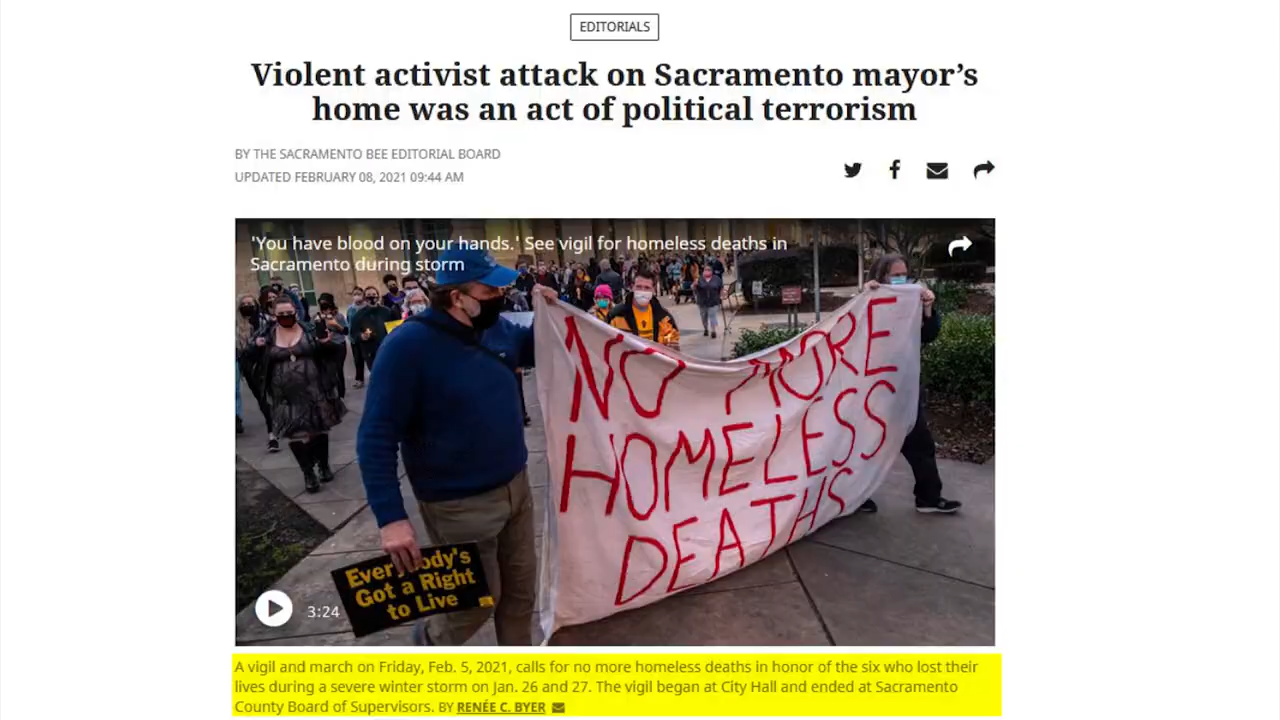 EDITORIALS
Violent activist attack on Sacramento mayor’s
home was an act of political terrorism
BY THE SACRAMENTO BEE EDITORIAL BOARD
UPDATED FEBRUARY 08, 2021 09:44 AM
'You have blood on your hands.' See vigil for homeless deaths in
Sacramento during storm
NO MORE
HOMELESS
DEATHS
Everybody's
Got a Right
to Live
3:24
A vigil and march on Friday, Feb. 5, 2021, calls for no more homeless deaths in honor of the six who lost their
lives during a severe winter storm on Jan. 26 and 27. The vigil began at City Hall and ended at Sacramento
County Board of Supervisors. BY RENÉE C. BYER